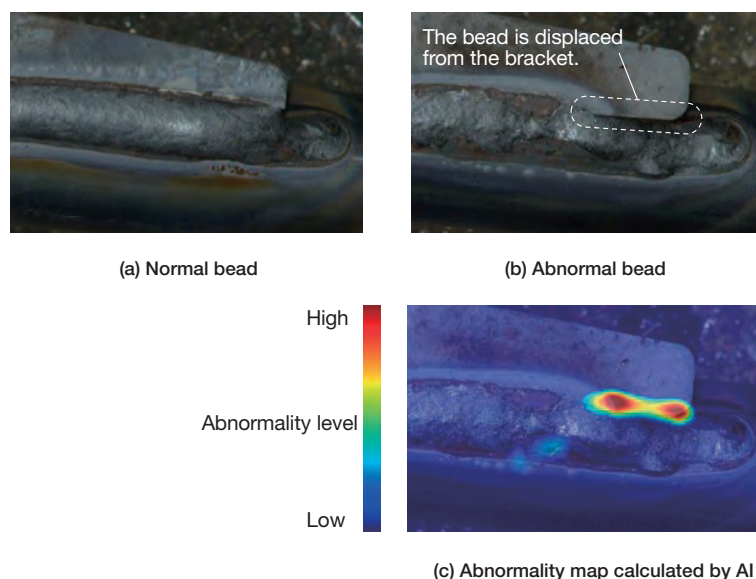 The bead is displaced
from the bracket.
(a) Normal bead
(b) Abnormal bead
High
Abnormality level
Low
(c) Abnormality map calculated by AI